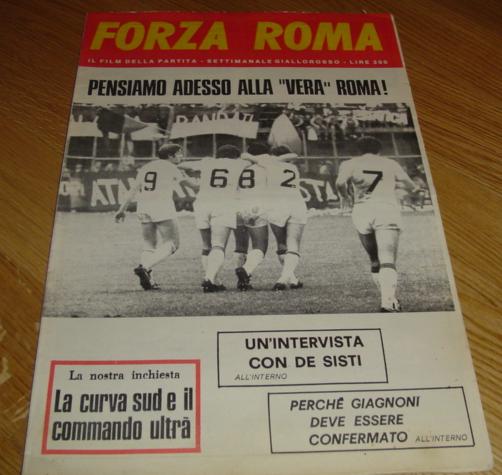 FORZA ROMA
IL FILM DELLA PARTITA - SETTIMANALE GIALLOROSSO - LIRE 200
PENSIAMO ADESSO ALLA "VERA" ROMA!
9 6 8 2 7
UN'INTERVISTA
CON DE SISTI
ALL'INTERNO
La nostra inchiesta
La curva sud e il
commando ultrà
PERCHÉ GIAGNONI
DEVE ESSERE
CONFERMATO ALL'INTERNO